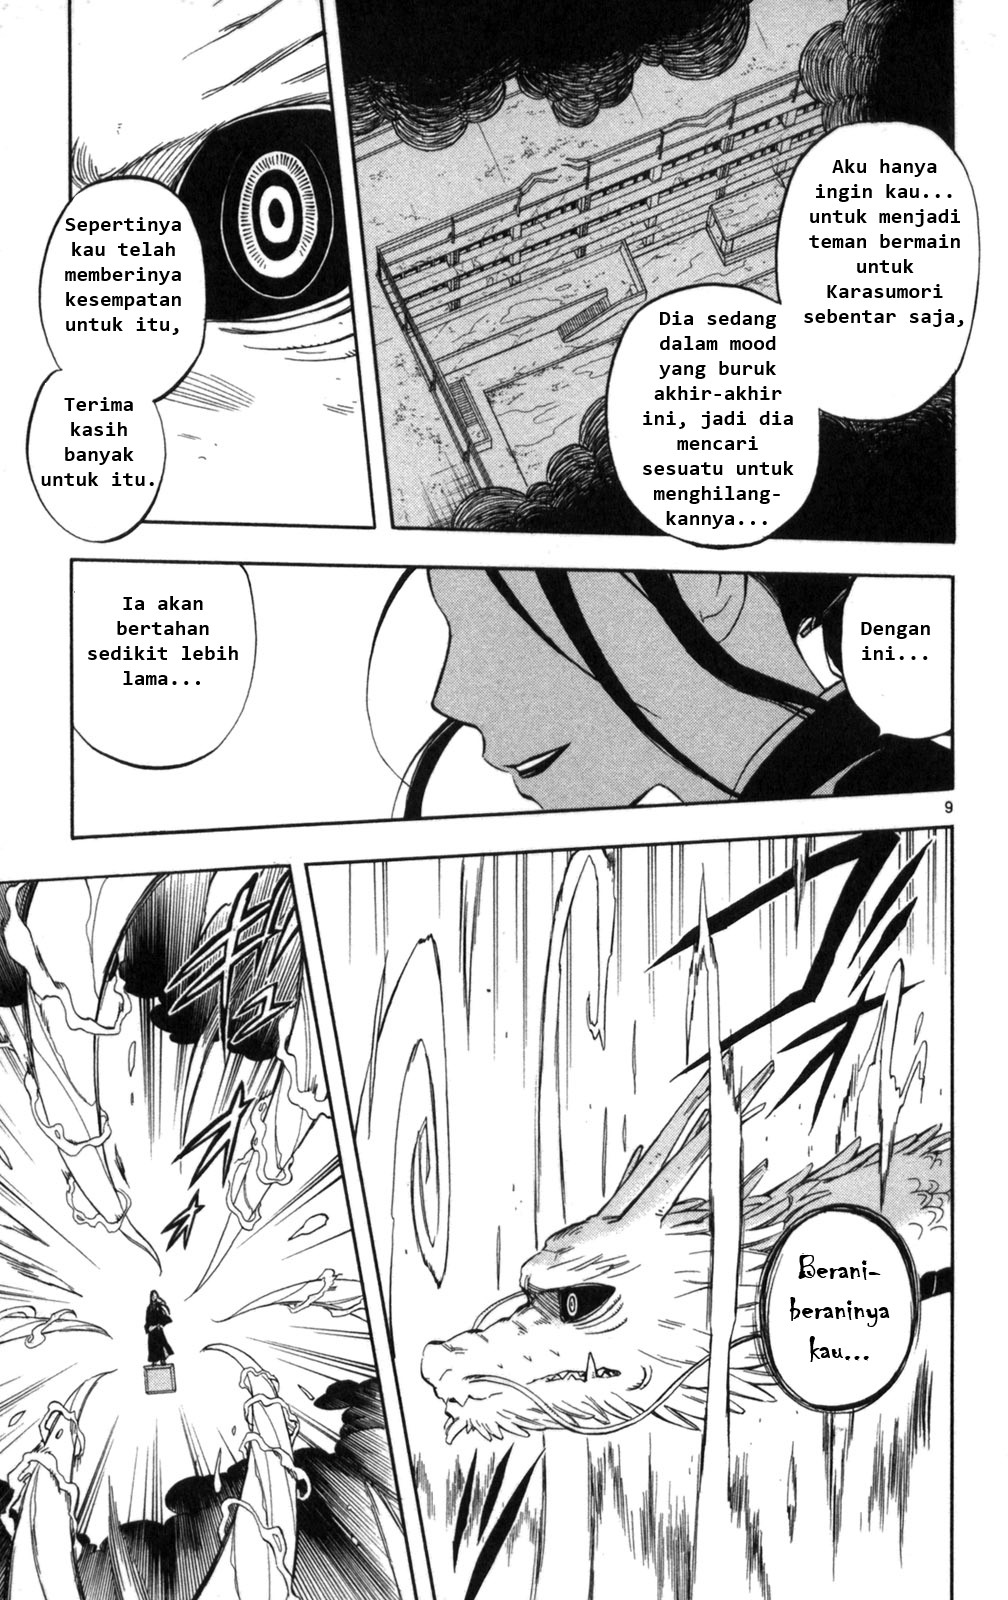 Aku hanya
ingin kau...
untuk menjadi
teman bermain
untuk
Karasumori
sebentar saja,
Dia sedang
dalam mood
yang buruk
akhir-akhir
ini, jadi dia
mencari
sesuatu untuk
menghilang-
kannya...
Sepertinya
kau telah
memberinya
kesempatan
untuk itu,
Terima
kasih
banyak
untuk itu.
Dengan
ini...
Ia akan
bertahan
sedikit lebih
lama...
9
Berani-
beraninya
kau...